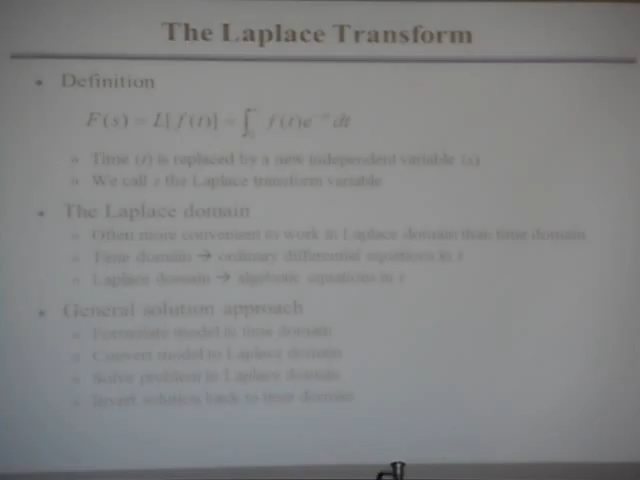 The Laplace Transform
• Definition
F(s) = L[f(t)] = ∫₀^∞ f(t)e^{-st} dt
» Time (t) is replaced by a new independent variable (s)
» We call s the Laplace transform variable
• The Laplace domain
» Often more convenient to work in Laplace domain than time domain
» Time domain → ordinary differential equations in t
» Laplace domain → algebraic equations in s
• General solution approach
» Formulate model in time domain
» Convert model to Laplace domain
» Solve problem in Laplace domain
» Invert solution back to time domain